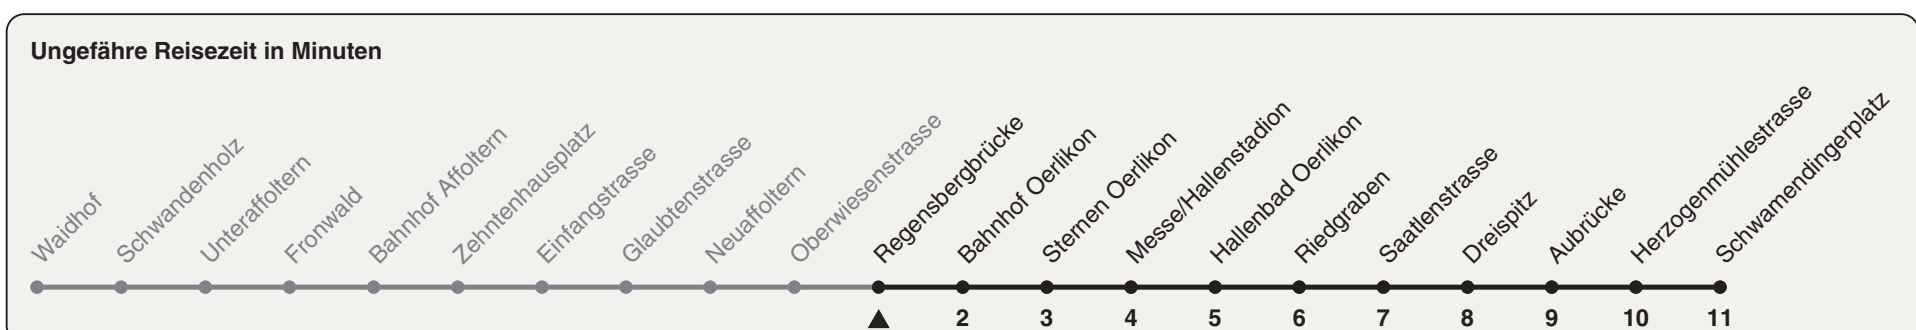 Ungefähre Reisezeit in Minuten
Waidhof
Schwandenholz
Unteraffoltern
Fronwald
Bahnhof Affoltern
Zehntenhausplatz
Einfangstrasse
Glaubtenstrasse
Neuaffoltern
Oberwiesenstrasse
Regensbergbrücke
Bahnhof Oerlikon
Sternen Oerlikon
Messe/Hallenstadion
Hallenbad Oerlikon
Riedgraben
Saatlenstrasse
Dreispitz
Aubrücke
Herzogenmühlestrasse
Schwamendingerplatz
2 3 4 5 6 7 8 9 10 11